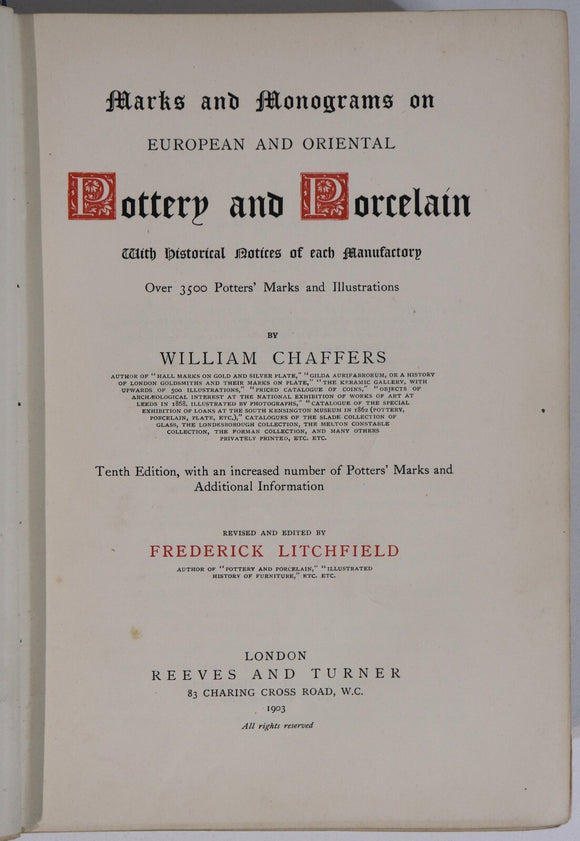 Marks and Monograms on
EUROPEAN AND ORIENTAL
Pottery and Porcelain
With Historical Notices of each Manufactory
Over 3500 Potters' Marks and Illustrations
BY
WILLIAM CHAFFERS
AUTHOR OF "HALL MARKS ON GOLD AND SILVER PLATE," "GILDA AURIFABRORUM, OR A HISTORY
OF LONDON GOLDSMITHS AND THEIR MARKS ON PLATE," "THE KERAMIC GALLERY, WITH
UPWARDS OF 500 ILLUSTRATIONS," "PRICED CATALOGUE OF COINS," "OBJECTS OF
ARCHÆOLOGICAL INTEREST AT THE NATIONAL EXHIBITION OF WORKS OF ART AT
LEEDS IN 1868, ILLUSTRATED BY PHOTOGRAPHS," "CATALOGUE OF THE SPECIAL
EXHIBITION OF LOANS AT THE SOUTH KENSINGTON MUSEUM IN 1862 (POTTERY,
PORCELAIN, PLATE, ETC.)," CATALOGUES OF THE SLADE COLLECTION OF
GLASS, THE LONDESBOROUGH COLLECTION, THE MELTON CONSTABLE
COLLECTION, THE FORMAN COLLECTION, AND MANY OTHERS
PRIVATELY PRINTED, ETC. ETC.
Tenth Edition, with an increased number of Potters' Marks and
Additional Information
REVISED AND EDITED BY
FREDERICK LITCHFIELD
AUTHOR OF "POTTERY AND PORCELAIN," "ILLUSTRATED
HISTORY OF FURNITURE," ETC. ETC.
LONDON
REEVES AND TURNER
83 CHARING CROSS ROAD, W.C.
1903
All rights reserved